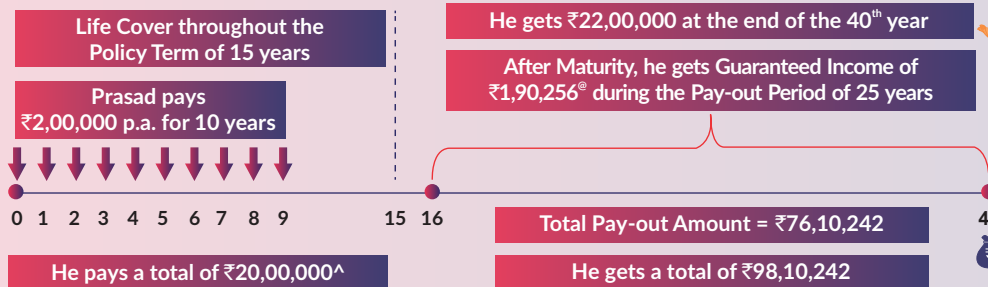 Life Cover throughout the
Policy Term of 15 years
He gets ₹22,00,000 at the end of the 40th year
After Maturity, he gets Guaranteed Income of
₹1,90,256@ during the Pay-out Period of 25 years
Prasad pays
₹2,00,000 p.a. for 10 years
0 1 2 3 4 5 6 7 8 9 15 16 4
Total Pay-out Amount = ₹76,10,242
He pays a total of ₹20,00,000^
He gets a total of ₹98,10,242